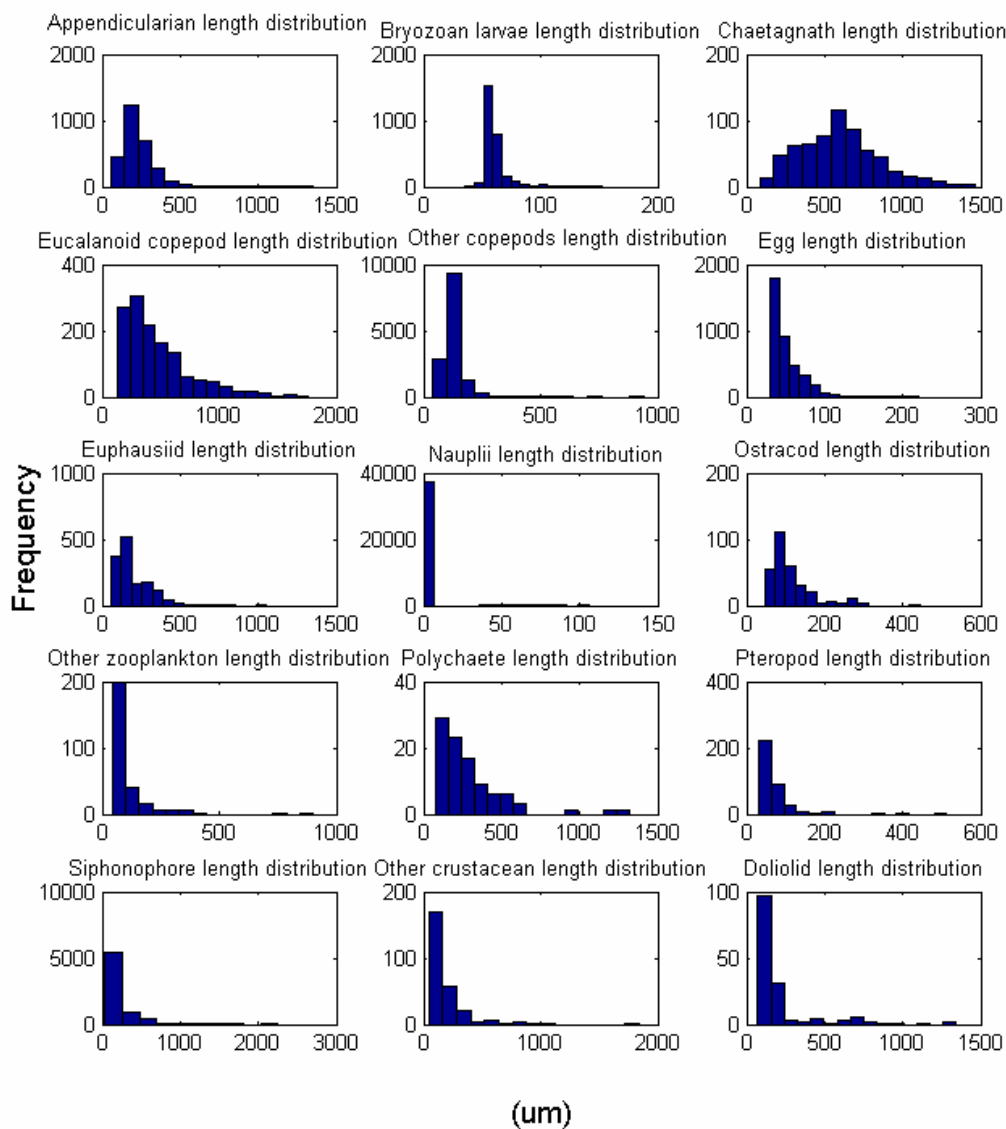 Appendicularian length distribution
Bryozoan larvae length distribution
Chaetagnath length distribution
2000
1000
0
0 500 1000 1500
2000
1000
0
0 100 200
200
100
0
0 500 1000 1500
Eucalanoid copepod length distribution
Other copepods length distribution
Egg length distribution
400
200
0
0 1000 2000
10000
5000
0
0 500 1000
2000
1000
0
0 100 200 300
Euphausiid length distribution
Nauplii length distribution
Ostracod length distribution
1000
500
0
0 500 1000 1500
40000
20000
0
0 50 100 150
200
100
0
0 200 400 600
Frequency
Other zooplankton length distribution
Polychaete length distribution
Pteropod length distribution
200
100
0
0 500 1000
40
20
0
0 500 1000 1500
400
200
0
0 200 400 600
Siphonophore length distribution
Other crustacean length distribution
Doliolid length distribution
10000
5000
0
0 1000 2000 3000
200
100
0
0 1000 2000
100
50
0
0 500 1000 1500
(um)